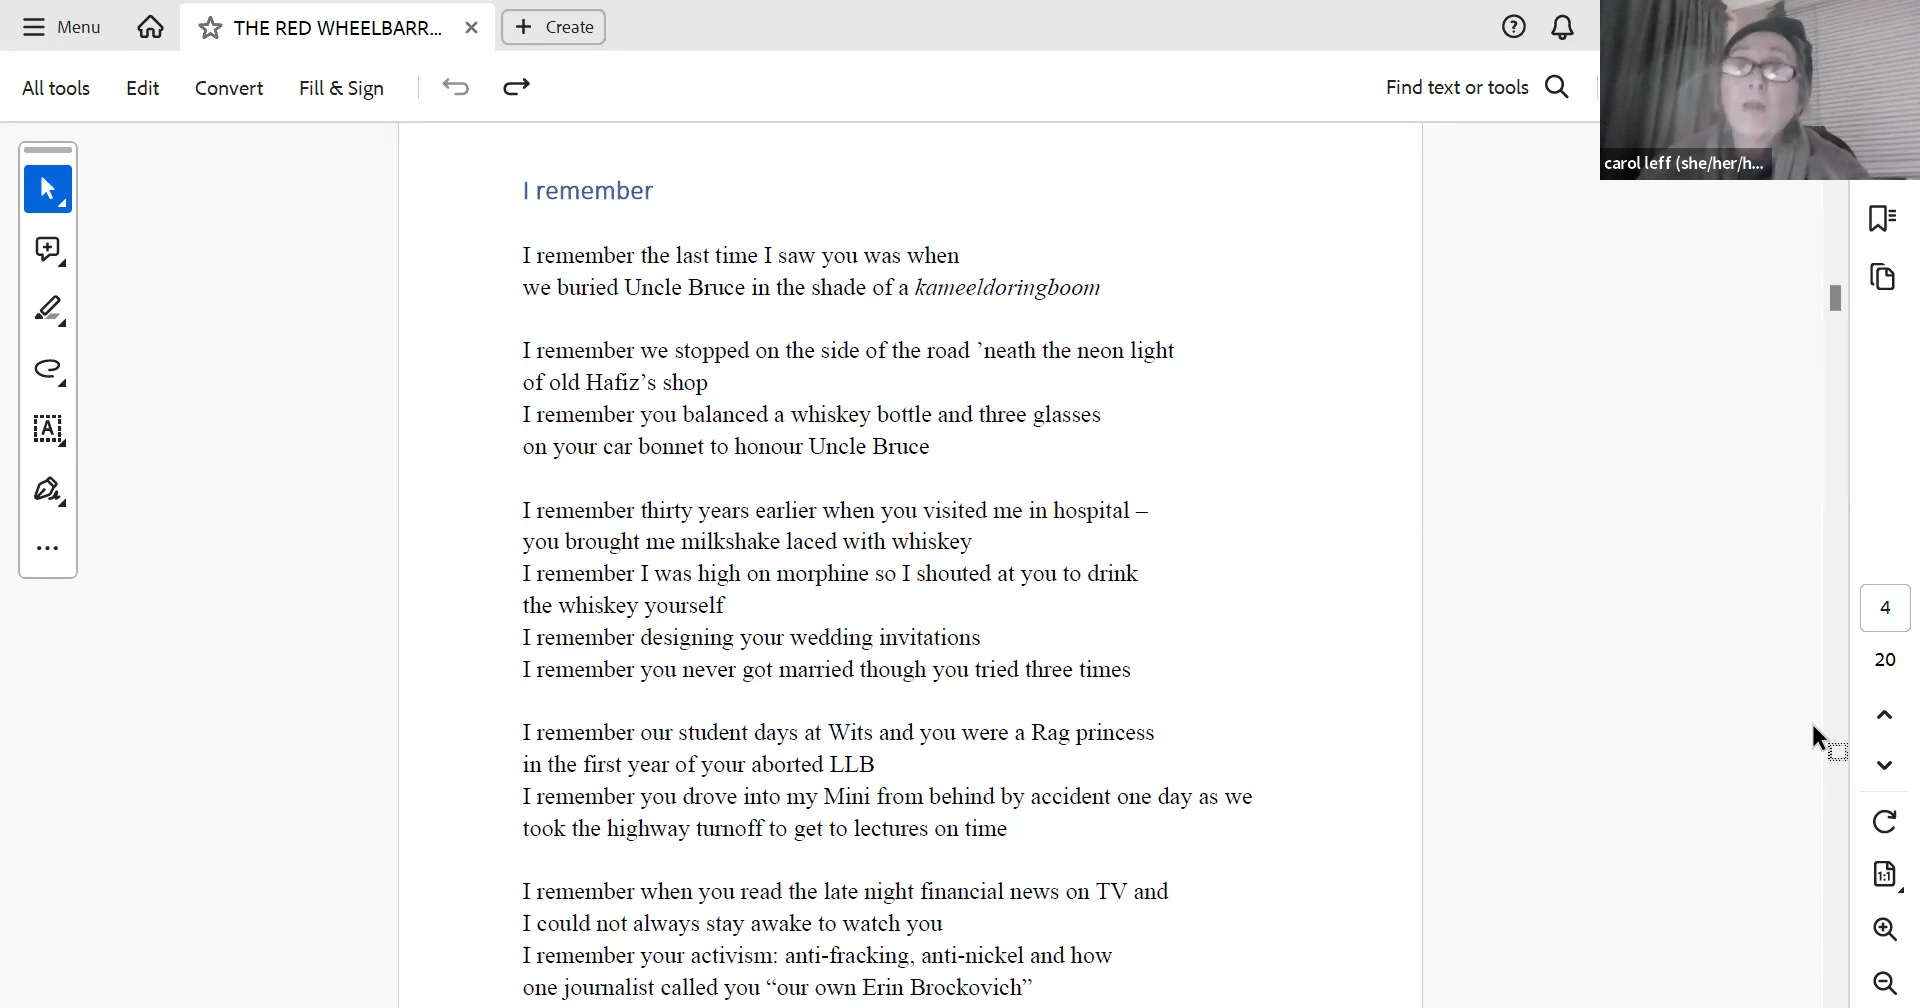 Menu
THE RED WHEELBARR...
Create
All tools
Edit
Convert
Fill & Sign
Find text or tools
carol leff (she/her/h...
I remember
I remember the last time I saw you was when
we buried Uncle Bruce in the shade of a kameeldoringboom
I remember we stopped on the side of the road ’neath the neon light
of old Hafiz’s shop
I remember you balanced a whiskey bottle and three glasses
on your car bonnet to honour Uncle Bruce
I remember thirty years earlier when you visited me in hospital –
you brought me milkshake laced with whiskey
I remember I was high on morphine so I shouted at you to drink
the whiskey yourself
I remember designing your wedding invitations
I remember you never got married though you tried three times
I remember our student days at Wits and you were a Rag princess
in the first year of your aborted LLB
I remember you drove into my Mini from behind by accident one day as we
took the highway turnoff to get to lectures on time
I remember when you read the late night financial news on TV and
I could not always stay awake to watch you
I remember your activism: anti-fracking, anti-nickel and how
one journalist called you “our own Erin Brockovich”
4
20
1:1